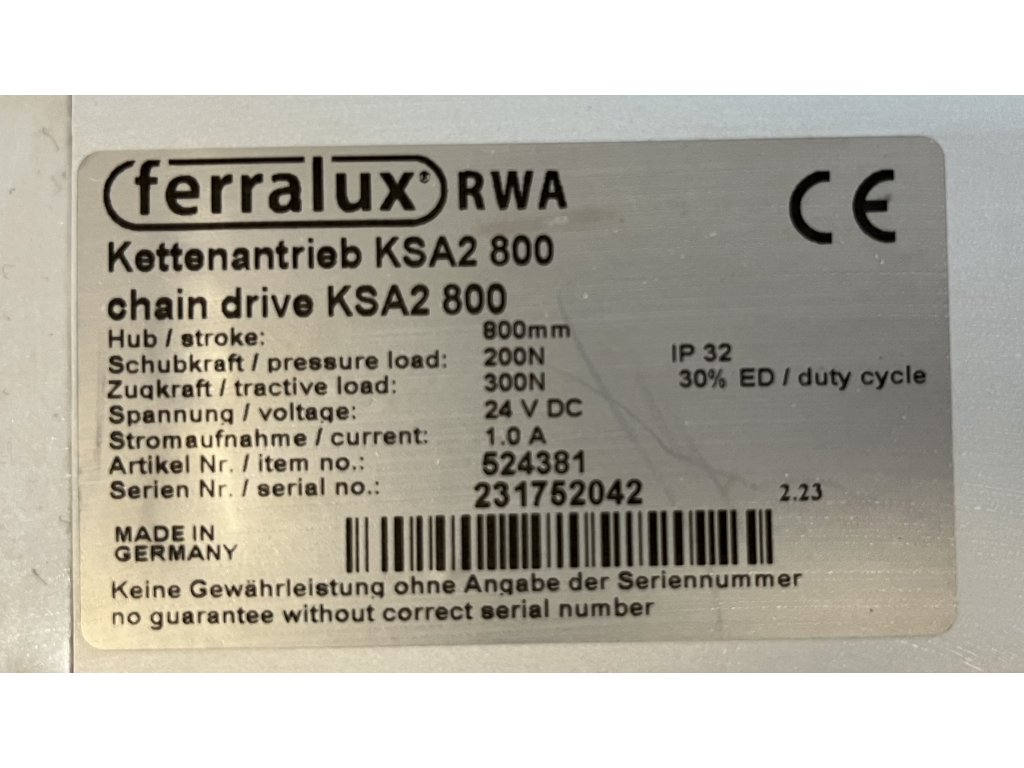 ferralux® RWA
CE
Kettenantrieb KSA2 800
chain drive KSA2 800
Hub / stroke: 800mm
Schubkraft / pressure load: 200N IP 32
Zugkraft / tractive load: 300N 30% ED / duty cycle
Spannung / voltage: 24 V DC
Stromaufnahme / current: 1.0 A
Artikel Nr. / item no.: 524381
Serien Nr. / serial no.: 231752042 2.23
MADE IN
GERMANY
Keine Gewährleistung ohne Angabe der Seriennummer
no guarantee without correct serial number